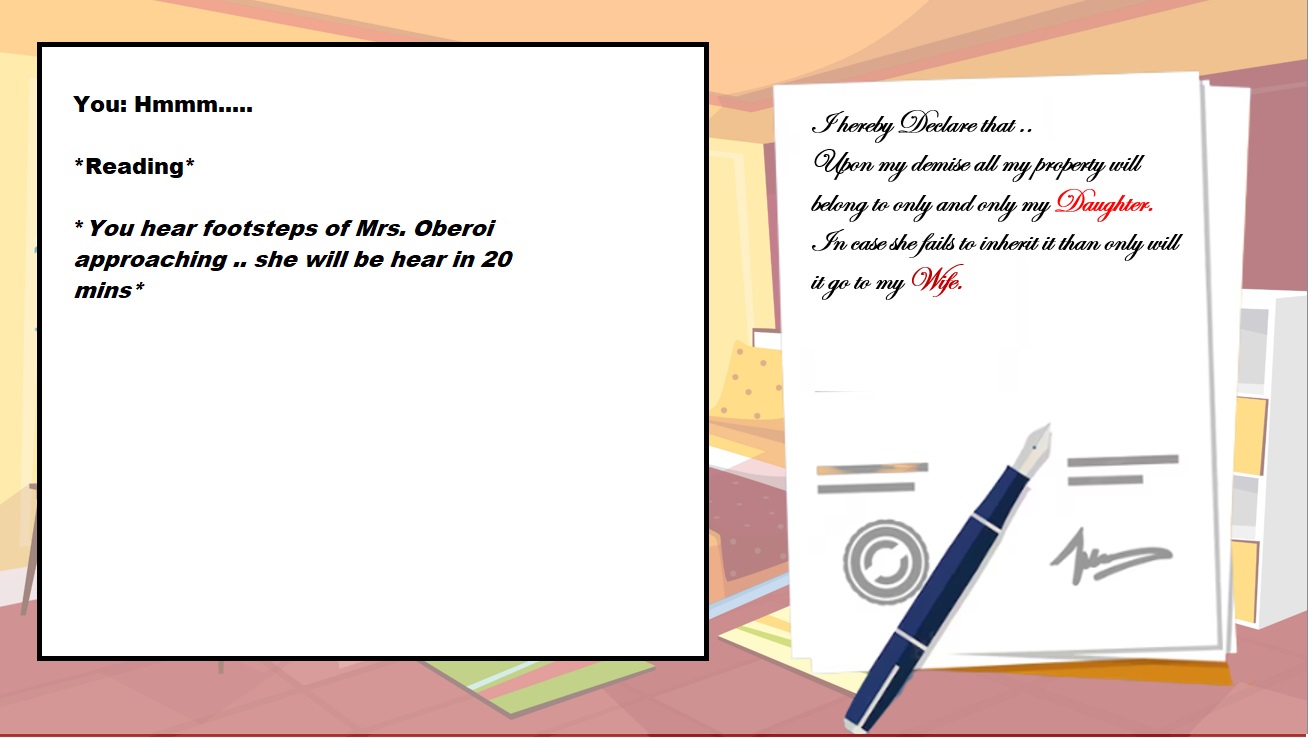 You: Hmmm.....
*Reading*
*You hear footsteps of Mrs. Oberoi
approaching .. she will be hear in 20
mins*
I hereby Declare that ..
Upon my demise all my property will
belong to only and only my Daughter.
In case she fails to inherit it than only will
it go to my Wife.